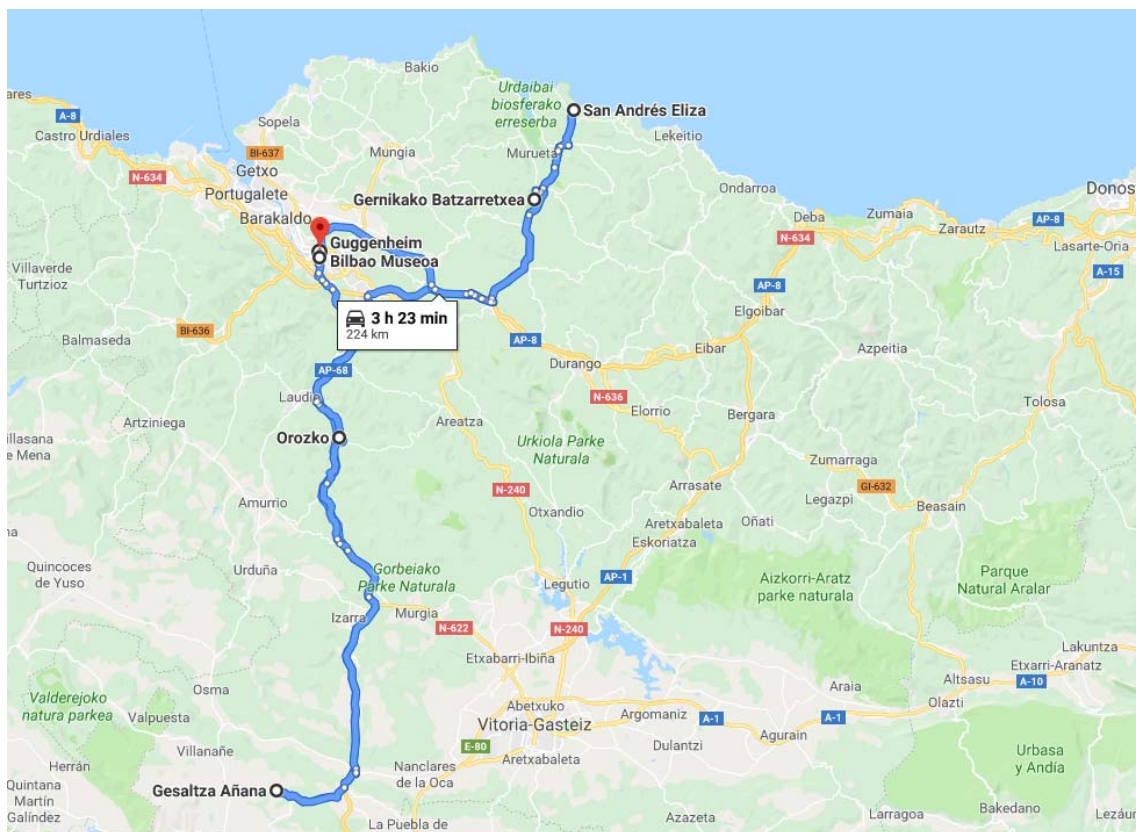 Bakio
Urdaibai
biosferako
erreserba
San Andrés Eliza
ares
A-8
Castro Urdiales
Sopela
Lekeitio
BI-637
Mungia
Murueta
N-634
Getxo
Portugalete
Gernikako Batzarretxea
Ondarroa
Donos
Barakaldo
Deba
Zumaia
AP-8
N-634
Zarautz
Lasarte-Oria
Guggenheim
Bilbao Museoa
Villaverde
Turtzioz
A-15
AP-8
3 h 23 min
224 km
Elgoibar
BI-636
Balmaseda
AP-8
Eibar
Azpeitia
Durango
AP-68
N-636
Laudio
Elorrio
Bergara
Tolosa
Artziniega
Areatza
illasana
e Mena
Orozko
Urkiola Parke
Naturala
Zumarraga
GI-632
Arrasate
Legazpi
Beasain
Amurrio
N-240
Otxandio
Aretxabaleta
Oñati
Eskoriatza
Quincoces
de Yuso
Urduña
Gorbeiako
Parke Naturala
Legutio
AP-1
Aizkorri-Aratz
parke naturala
Parque
Natural Aralar
Izarra
Murgia
N-622
N-240
Lakuntza
Etxabarri-Ibiña
Etxarri-Aranatz
Valderejoko
natura parkea
Osma
Araia
Altsasu
A-10
Olazti
Valpuesta
Abetxuko
Argomaniz
A-1
Vitoria-Gasteiz
A-1
Agurain
Villanañe
E-80
Dulantzi
Aretxabaleta
Urbasa
y Andía
Herrán
Nanclares
de la Oca
Quintana
Martín
Galíndez
Gesaltza Añana
Bakedano
La Puebla de
Azazeta
Larragoa
Lezáun